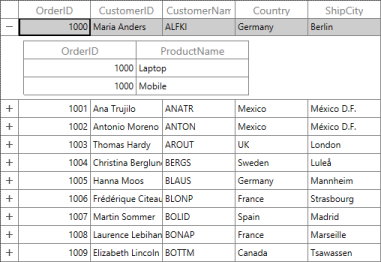 OrderID CustomerID CustomerNam Country ShipCity
1000 Maria Anders ALFKI Germany Berlin
OrderID ProductName
1000 Laptop
1000 Mobile
1001 Ana Trujilo ANATR Mexico México D.F.
1002 Antonio Moreno ANTON Mexico México D.F.
1003 Thomas Hardy AROUT UK London
1004 Christina Berglun BERGS Sweden Luleå
1005 Hanna Moos BLAUS Germany Mannheim
1006 Frédérique Citeau BLONP France Strasbourg
1007 Martin Sommer BOLID Spain Madrid
1008 Laurence Lebihan BONAP France Marseille
1009 Elizabeth Lincoln BOTTM Canada Tsawassen